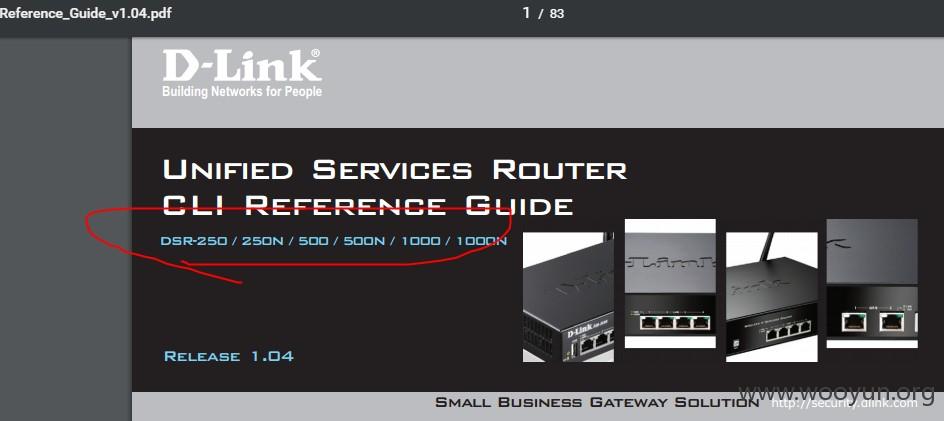 Reference_Guide_v1.04.pdf
1 / 83
D-Link®
Building Networks for People
UNIFIED SERVICES ROUTER
CLI REFERENCE GUIDE
DSR-250 / 250N / 500 / 500N / 1000 / 1000N
D-Link
RELEASE 1.04
www.wooyun.org
SMALL BUSINESS GATEWAY SOLUTION http://security.dlink.com